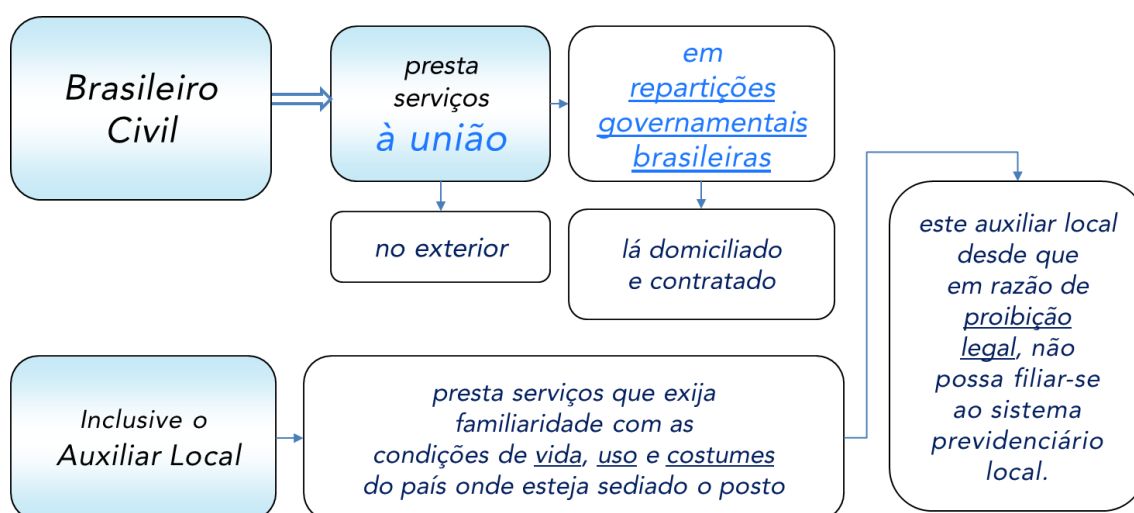 Brasileiro
Civil
presta
serviços
à união
em
repartições
governamentais
brasileiras
no exterior
lá domiciliado
e contratado
Inclusive o
Auxiliar Local
presta serviços que exija
familiaridade com as
condições de vida, uso e costumes
do país onde esteja sediado o posto
este auxiliar local
desde que
em razão de
proibição
legal, não
possa filiar-se
ao sistema
previdenciário
local.